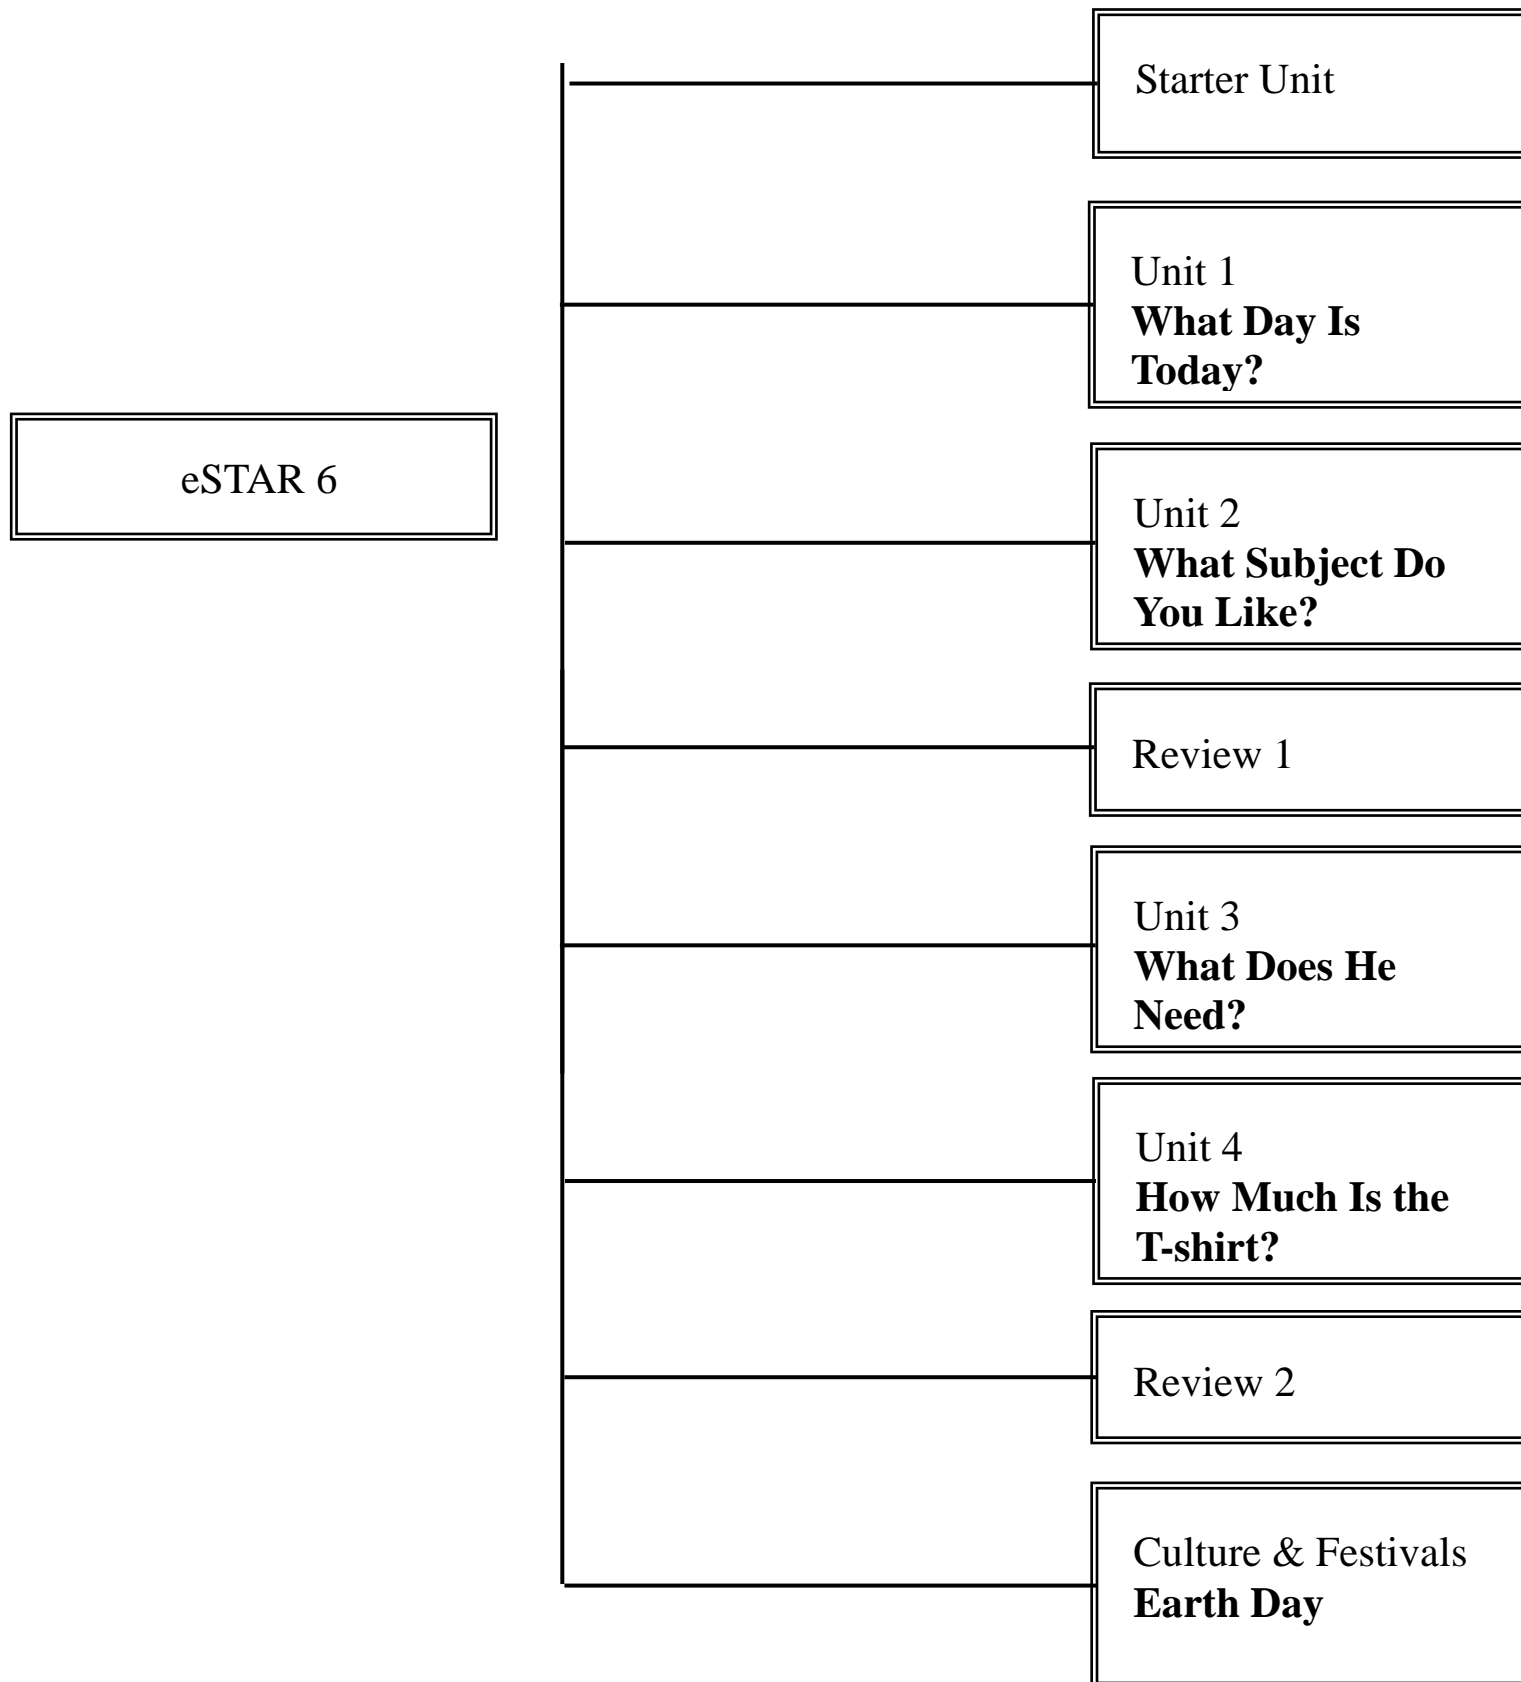 Starter Unit
Unit 1
What Day Is
Today?
eSTAR 6
Unit 2
What Subject Do
You Like?
Review 1
Unit 3
What Does He
Need?
Unit 4
How Much Is the
T-shirt?
Review 2
Culture & Festivals
Earth Day